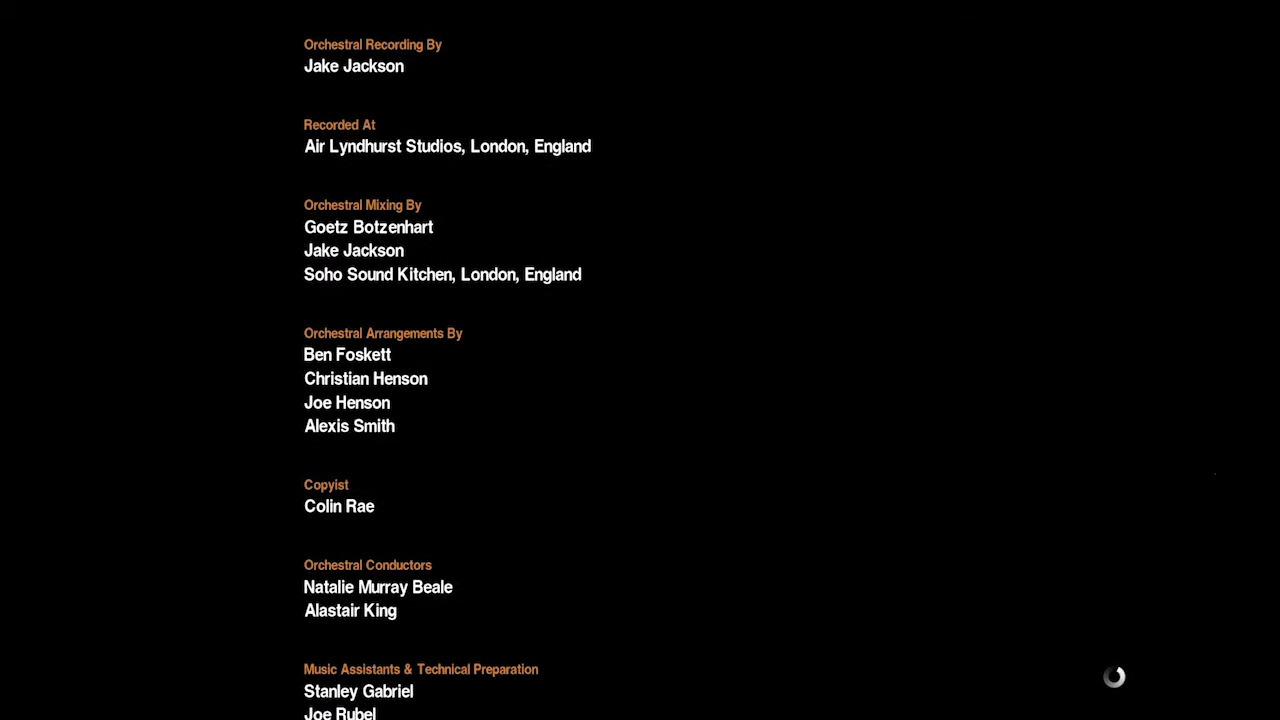 Orchestral Recording By
Jake Jackson
Recorded At
Air Lyndhurst Studios, London, England
Orchestral Mixing By
Goetz Botzenhart
Jake Jackson
Soho Sound Kitchen, London, England
Orchestral Arrangements By
Ben Foskett
Christian Henson
Joe Henson
Alexis Smith
Copyist
Colin Rae
Orchestral Conductors
Natalie Murray Beale
Alastair King
Music Assistants & Technical Preparation
Stanley Gabriel
Joe Rubel